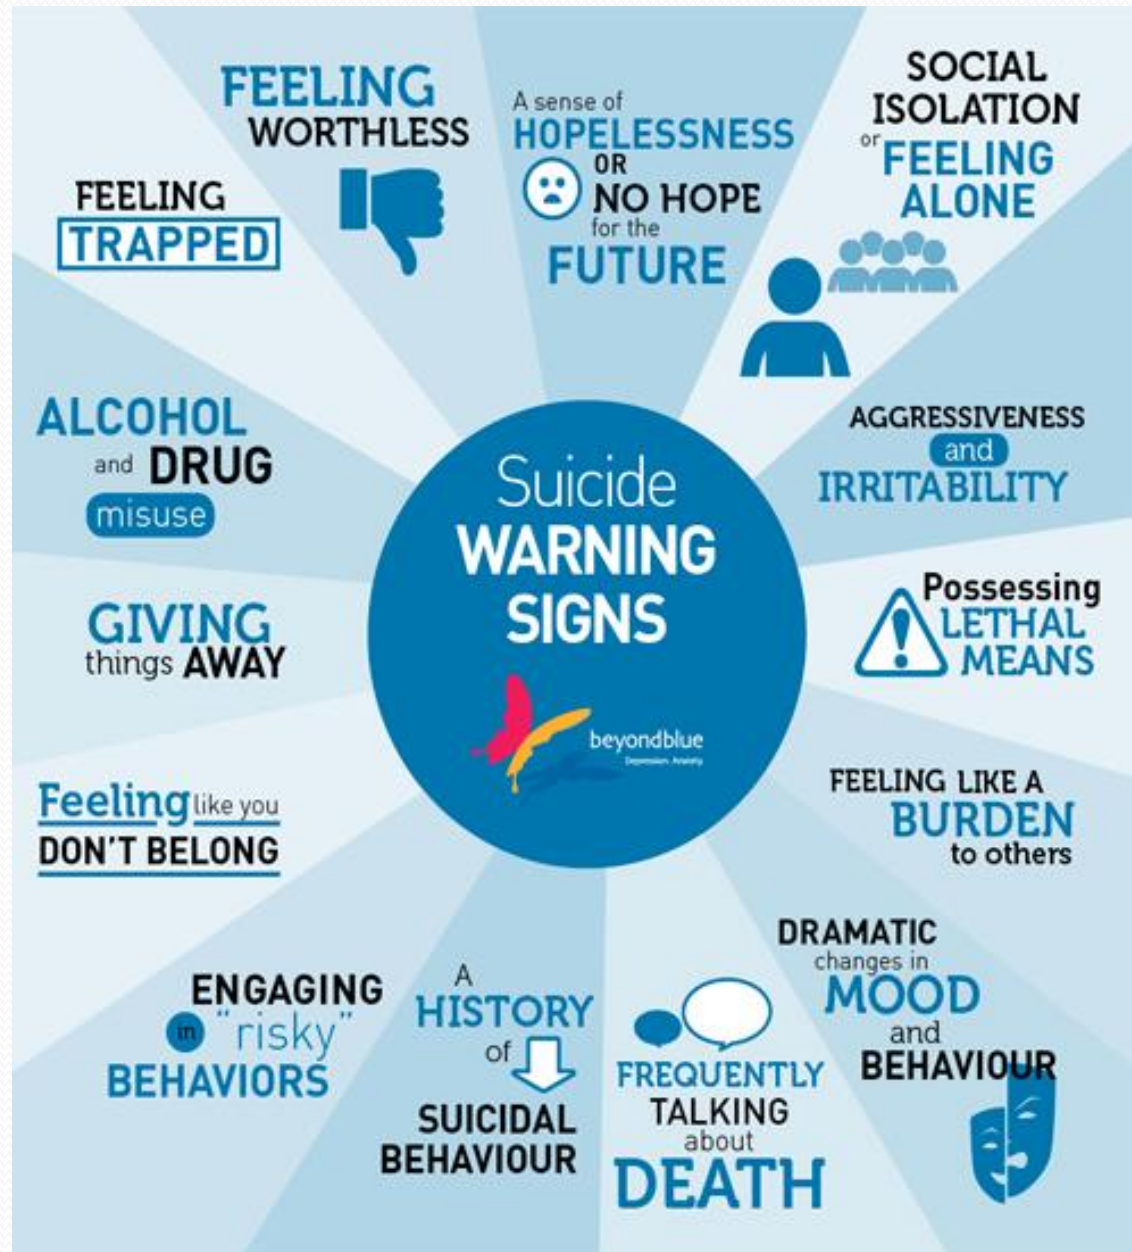 Suicide
WARNING
SIGNS
beyondblue
Depression. Anxiety.
A sense of
HOPELESSNESS
OR
NO HOPE
for the
FUTURE
SOCIAL
ISOLATION
or FEELING
ALONE
AGGRESSIVENESS
and
IRRITABILITY
Possessing
LETHAL
MEANS
FEELING LIKE A
BURDEN
to others
DRAMATIC
changes in
MOOD
and
BEHAVIOUR
FREQUENTLY
TALKING
about
DEATH
A
HISTORY
of
SUICIDAL
BEHAVIOUR
ENGAGING
in "risky"
BEHAVIORS
Feeling like you
DON'T BELONG
GIVING
things AWAY
ALCOHOL
and DRUG
misuse
FEELING
TRAPPED
FEELING
WORTHLESS